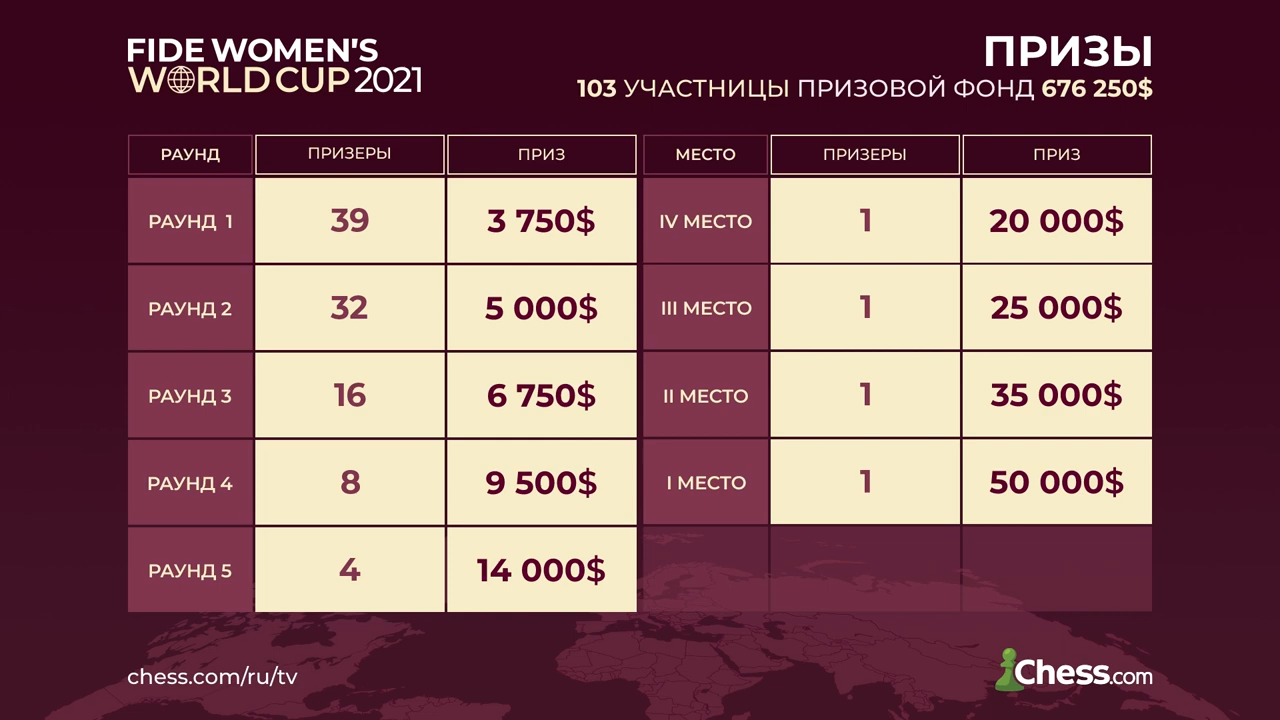 FIDE WOMEN'S
WORLD CUP 2021
ПРИЗЫ
103 УЧАСТНИЦЫ ПРИЗОВОЙ ФОНД 676 250$
РАУНД ПРИЗЕРЫ ПРИЗ МЕСТО ПРИЗЕРЫ ПРИЗ
РАУНД 1 39 3 750$ IV МЕСТО 1 20 000$
РАУНД 2 32 5 000$ III МЕСТО 1 25 000$
РАУНД 3 16 6 750$ II МЕСТО 1 35 000$
РАУНД 4 8 9 500$ I МЕСТО 1 50 000$
РАУНД 5 4 14 000$
chess.com/ru/tv
Chess.com